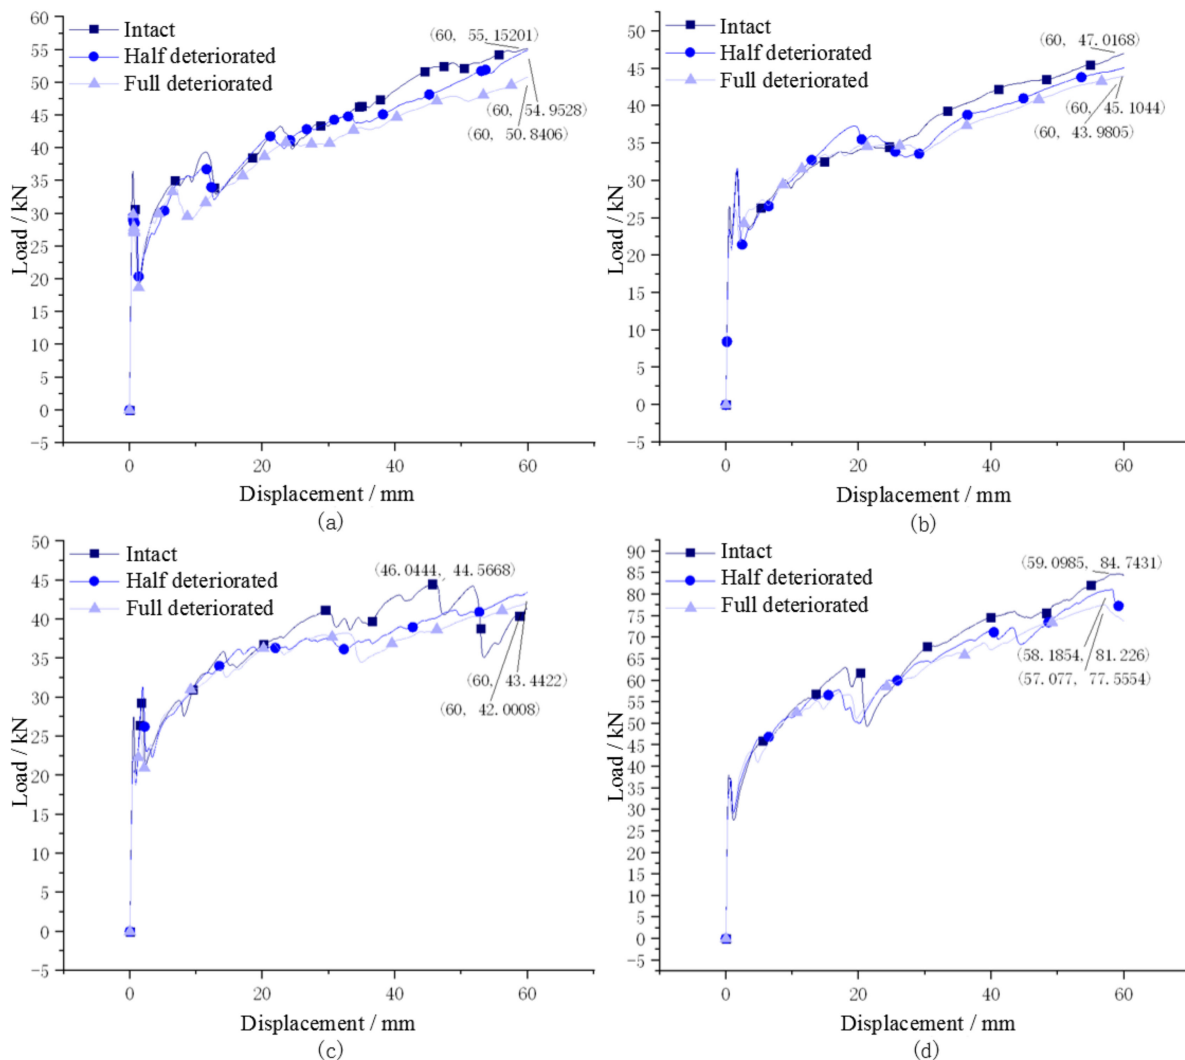 Load / kN
60
55
50
45
40
35
30
25
20
15
10
5
0
-5
Intact
Half deteriorated
Full deteriorated
(60, 55.15201)
(60, 54.9528)
(60, 50.8406)
0 20 40 60
Displacement / mm
(a)
Load / kN
50
45
40
35
30
25
20
15
10
5
0
-5
Intact
Half deteriorated
Full deteriorated
(60, 47.0168)
(60, 45.1044)
(60, 43.9805)
0 20 40 60
Displacement / mm
(b)
Load / kN
50
45
40
35
30
25
20
15
10
5
0
-5
Intact
Half deteriorated
Full deteriorated
(46.0444, 44.5668)
(60, 43.4422)
(60, 42.0008)
0 20 40 60
Displacement / mm
(c)
Load / kN
90
85
80
75
70
65
60
55
50
45
40
35
30
25
20
15
10
5
0
-5
Intact
Half deteriorated
Full deteriorated
(59.0985, 84.7431)
(58.1854, 81.226)
(57.077, 77.5554)
0 20 40 60
Displacement / mm
(d)